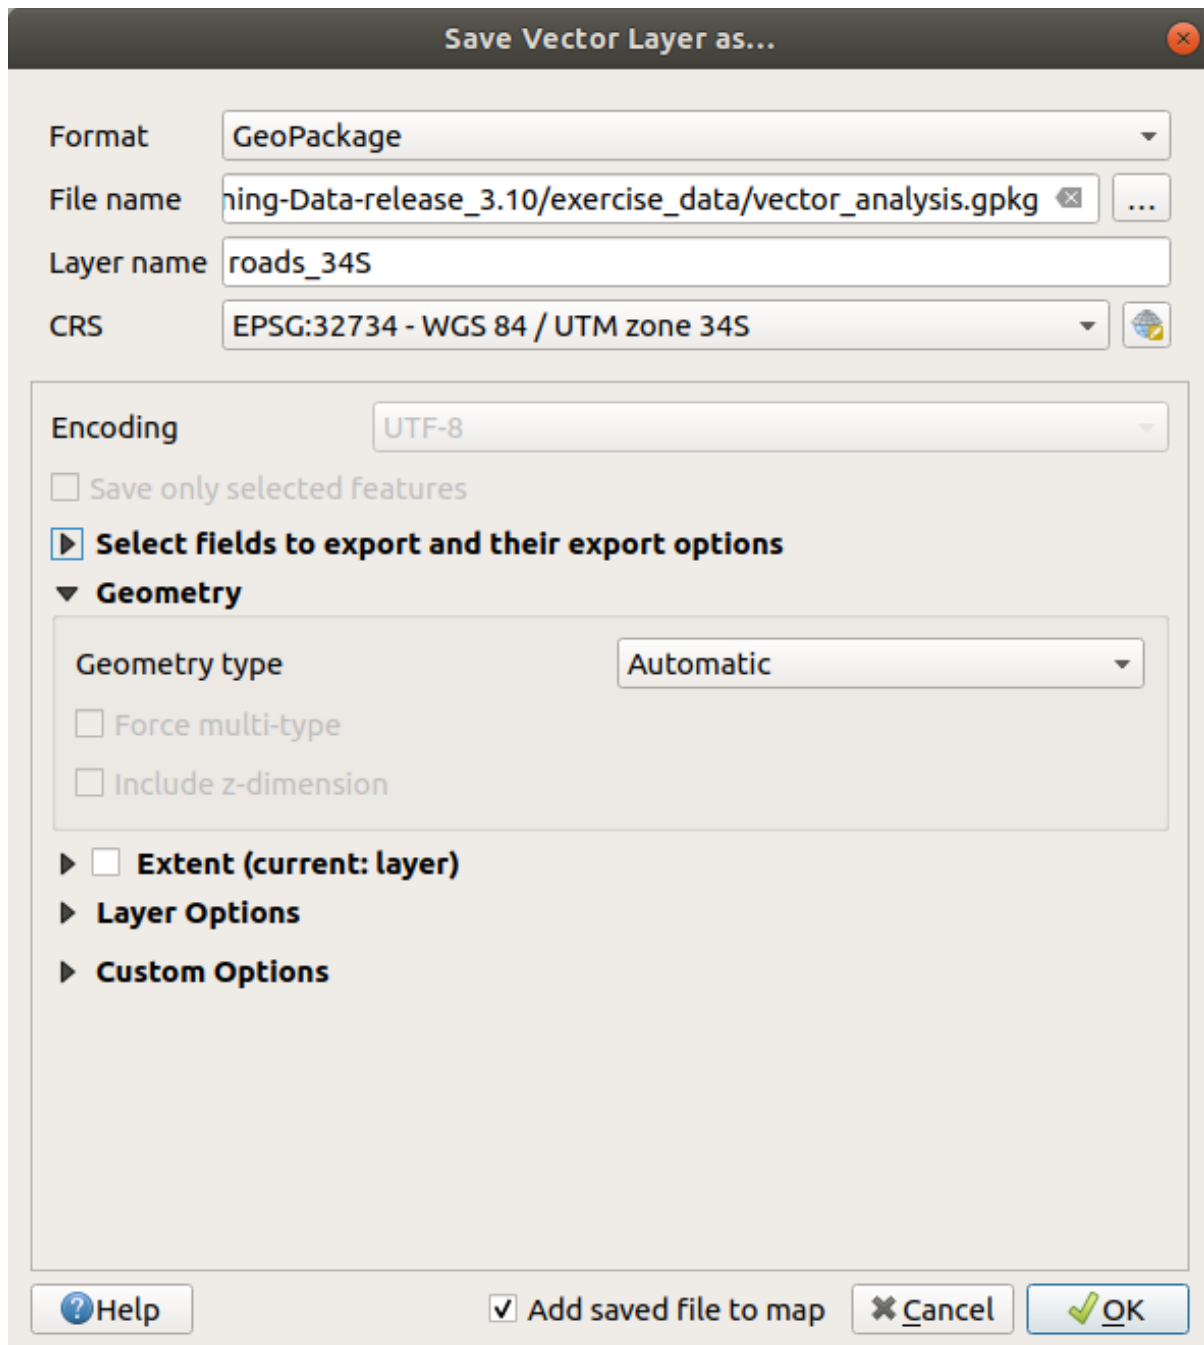 Save Vector Layer as...
Format GeoPackage
File name ning-Data-release_3.10/exercise_data/vector_analysis.gpkg ...
Layer name roads_34S
CRS EPSG:32734 - WGS 84 / UTM zone 34S
Encoding UTF-8
Save only selected features
Select fields to export and their export options
Geometry
Geometry type Automatic
Force multi-type
Include z-dimension
Extent (current: layer)
Layer Options
Custom Options
Help Add saved file to map Cancel OK